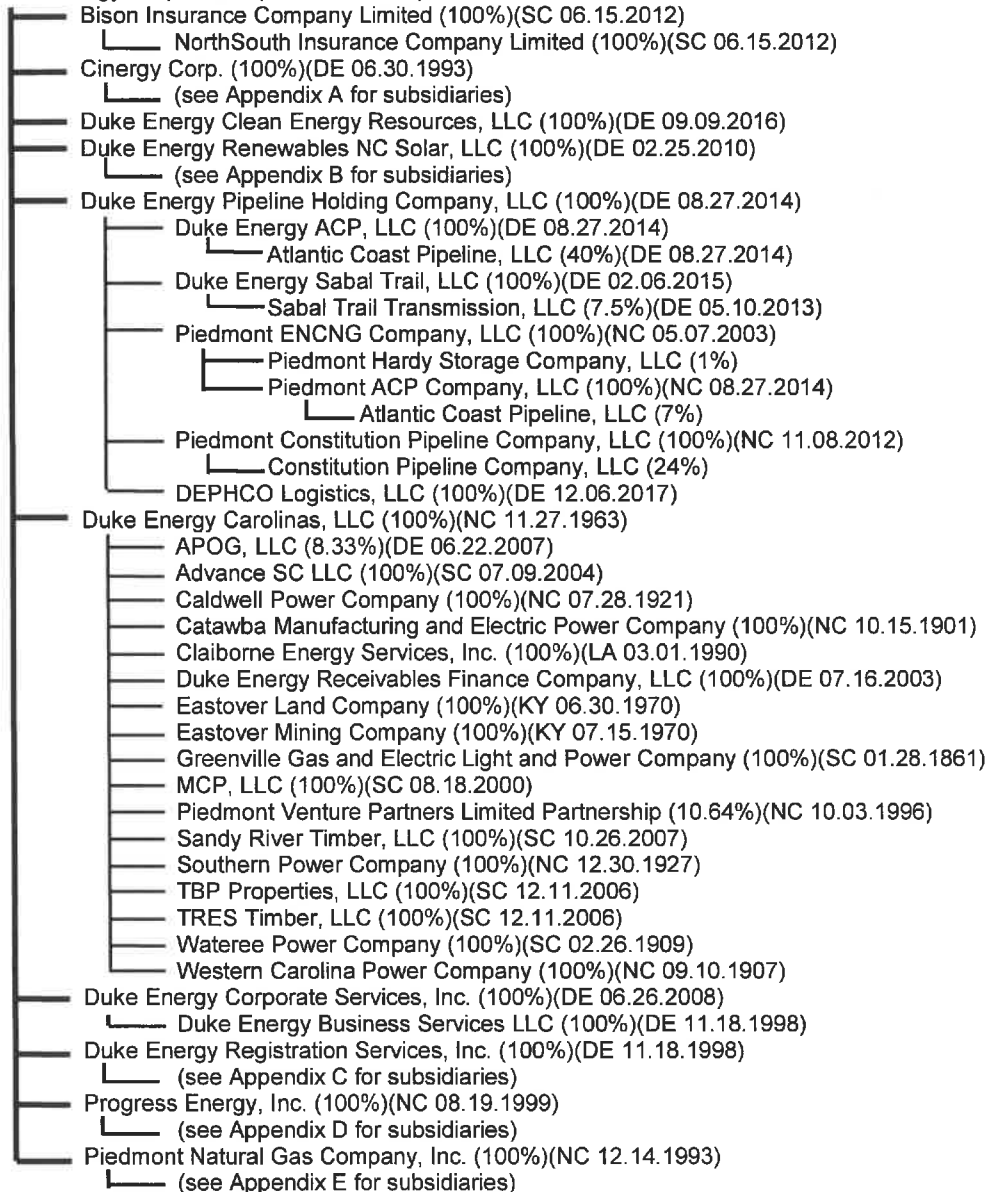 Bison Insurance Company Limited (100%)(SC 06.15.2012)
NorthSouth Insurance Company Limited (100%)(SC 06.15.2012)
Cinergy Corp. (100%)(DE 06.30.1993)
(see Appendix A for subsidiaries)
Duke Energy Clean Energy Resources, LLC (100%)(DE 09.09.2016)
Duke Energy Renewables NC Solar, LLC (100%)(DE 02.25.2010)
(see Appendix B for subsidiaries)
Duke Energy Pipeline Holding Company, LLC (100%)(DE 08.27.2014)
Duke Energy ACP, LLC (100%)(DE 08.27.2014)
Atlantic Coast Pipeline, LLC (40%)(DE 08.27.2014)
Duke Energy Sabal Trail, LLC (100%)(DE 02.06.2015)
Sabal Trail Transmission, LLC (7.5%)(DE 05.10.2013)
Piedmont ENCNG Company, LLC (100%)(NC 05.07.2003)
Piedmont Hardy Storage Company, LLC (1%)
Piedmont ACP Company, LLC (100%)(NC 08.27.2014)
Atlantic Coast Pipeline, LLC (7%)
Piedmont Constitution Pipeline Company, LLC (100%)(NC 11.08.2012)
Constitution Pipeline Company, LLC (24%)
DEPHCO Logistics, LLC (100%)(DE 12.06.2017)
Duke Energy Carolinas, LLC (100%)(NC 11.27.1963)
APOG, LLC (8.33%)(DE 06.22.2007)
Advance SC LLC (100%)(SC 07.09.2004)
Caldwell Power Company (100%)(NC 07.28.1921)
Catawba Manufacturing and Electric Power Company (100%)(NC 10.15.1901)
Claiborne Energy Services, Inc. (100%)(LA 03.01.1990)
Duke Energy Receivables Finance Company, LLC (100%)(DE 07.16.2003)
Eastover Land Company (100%)(KY 06.30.1970)
Eastover Mining Company (100%)(KY 07.15.1970)
Greenville Gas and Electric Light and Power Company (100%)(SC 01.28.1861)
MCP, LLC (100%)(SC 08.18.2000)
Piedmont Venture Partners Limited Partnership (10.64%)(NC 10.03.1996)
Sandy River Timber, LLC (100%)(SC 10.26.2007)
Southern Power Company (100%)(NC 12.30.1927)
TBP Properties, LLC (100%)(SC 12.11.2006)
TRES Timber, LLC (100%)(SC 12.11.2006)
Wateree Power Company (100%)(SC 02.26.1909)
Western Carolina Power Company (100%)(NC 09.10.1907)
Duke Energy Corporate Services, Inc. (100%)(DE 06.26.2008)
Duke Energy Business Services LLC (100%)(DE 11.18.1998)
Duke Energy Registration Services, Inc. (100%)(DE 11.18.1998)
(see Appendix C for subsidiaries)
Progress Energy, Inc. (100%)(NC 08.19.1999)
(see Appendix D for subsidiaries)
Piedmont Natural Gas Company, Inc. (100%)(NC 12.14.1993)
(see Appendix E for subsidiaries)